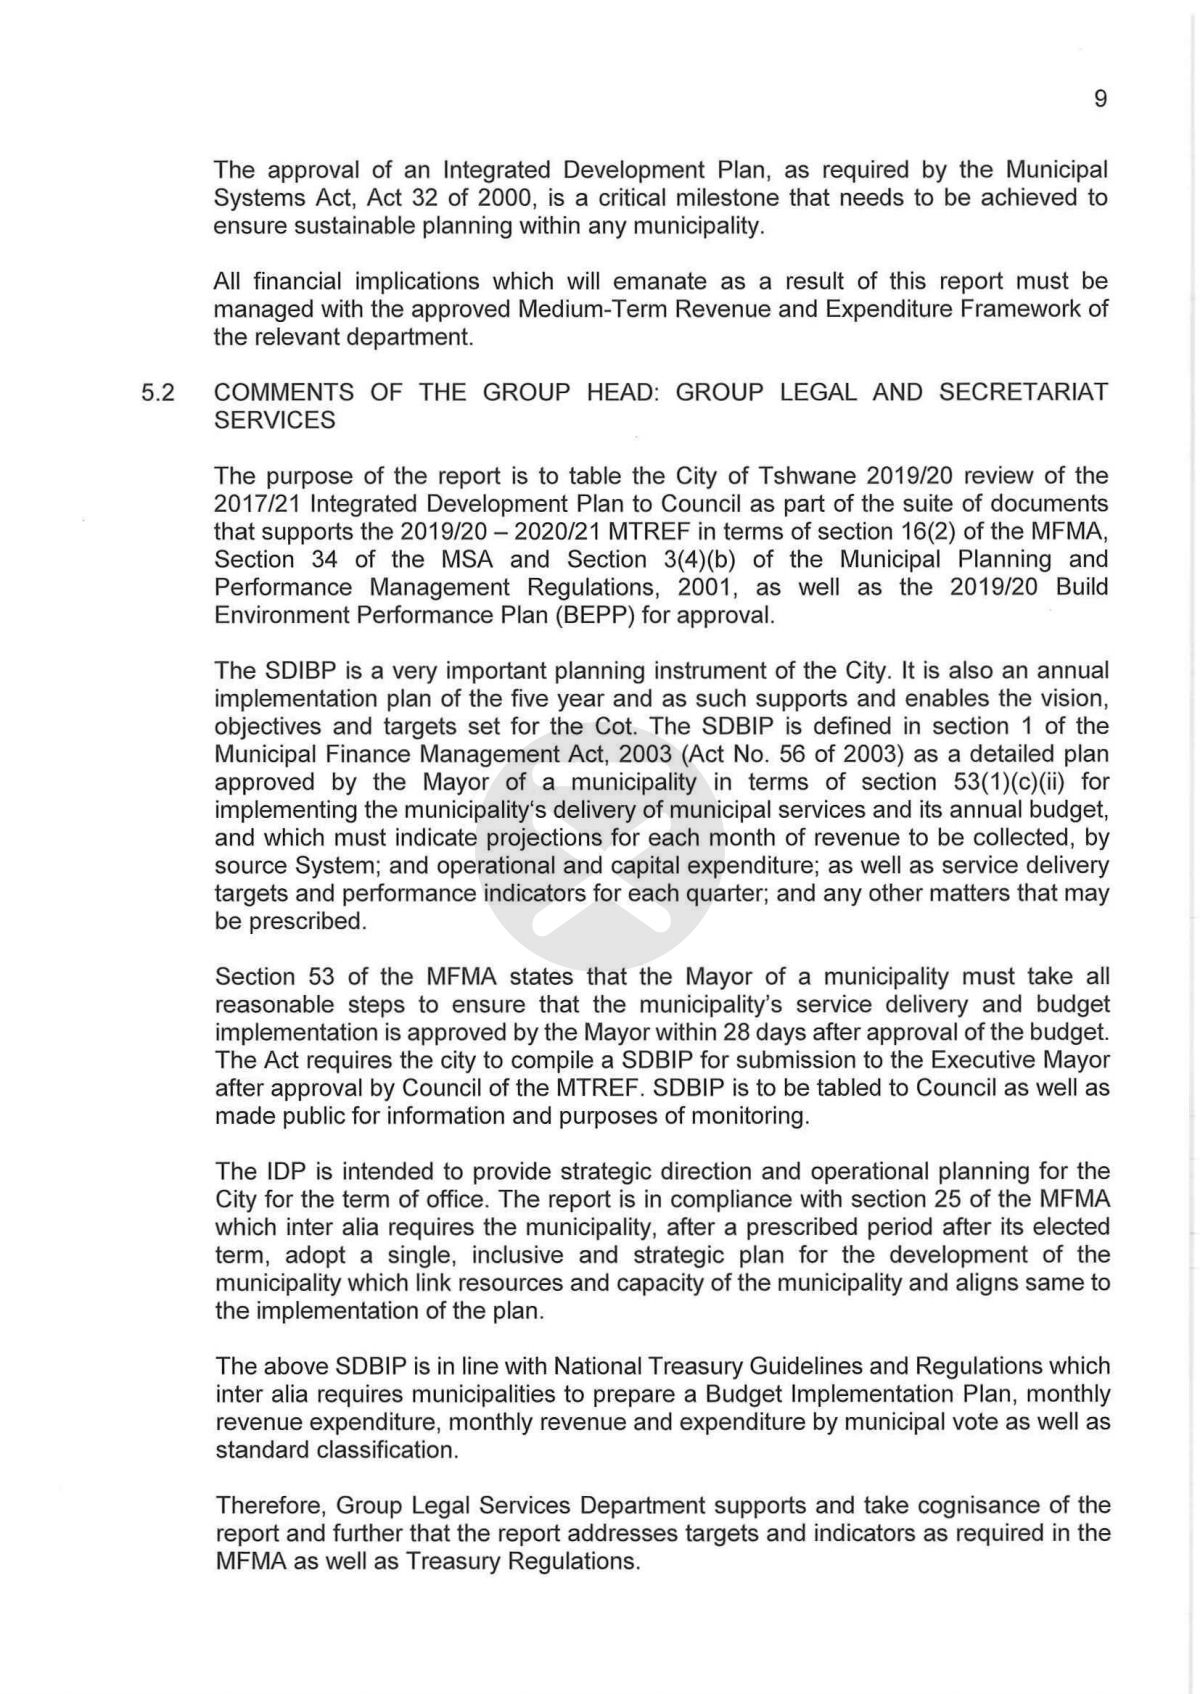 9
The approval of an Integrated Development Plan, as required by the Municipal
Systems Act, Act 32 of 2000, is a critical milestone that needs to be achieved to
ensure sustainable planning within any municipality.
All financial implications which will emanate as a result of this report must be
managed with the approved Medium-Term Revenue and Expenditure Framework of
the relevant department.
5.2 COMMENTS OF THE GROUP HEAD: GROUP LEGAL AND SECRETARIAT
SERVICES
The purpose of the report is to table the City of Tshwane 2019/20 review of the
2017/21 Integrated Development Plan to Council as part of the suite of documents
that supports the 2019/20 – 2020/21 MTREF in terms of section 16(2) of the MFMA,
Section 34 of the MSA and Section 3(4)(b) of the Municipal Planning and
Performance Management Regulations, 2001, as well as the 2019/20 Build
Environment Performance Plan (BEPP) for approval.
The SDIBP is a very important planning instrument of the City. It is also an annual
implementation plan of the five year and as such supports and enables the vision,
objectives and targets set for the Cot. The SDBIP is defined in section 1 of the
Municipal Finance Management Act, 2003 (Act No. 56 of 2003) as a detailed plan
approved by the Mayor of a municipality in terms of section 53(1)(c)(ii) for
implementing the municipality‘s delivery of municipal services and its annual budget,
and which must indicate projections for each month of revenue to be collected, by
source System; and operational and capital expenditure; as well as service delivery
targets and performance indicators for each quarter; and any other matters that may
be prescribed.
Section 53 of the MFMA states that the Mayor of a municipality must take all
reasonable steps to ensure that the municipality’s service delivery and budget
implementation is approved by the Mayor within 28 days after approval of the budget.
The Act requires the city to compile a SDBIP for submission to the Executive Mayor
after approval by Council of the MTREF. SDBIP is to be tabled to Council as well as
made public for information and purposes of monitoring.
The IDP is intended to provide strategic direction and operational planning for the
City for the term of office. The report is in compliance with section 25 of the MFMA
which inter alia requires the municipality, after a prescribed period after its elected
term, adopt a single, inclusive and strategic plan for the development of the
municipality which link resources and capacity of the municipality and aligns same to
the implementation of the plan.
The above SDBIP is in line with National Treasury Guidelines and Regulations which
inter alia requires municipalities to prepare a Budget Implementation Plan, monthly
revenue expenditure, monthly revenue and expenditure by municipal vote as well as
standard classification.
Therefore, Group Legal Services Department supports and take cognisance of the
report and further that the report addresses targets and indicators as required in the
MFMA as well as Treasury Regulations.